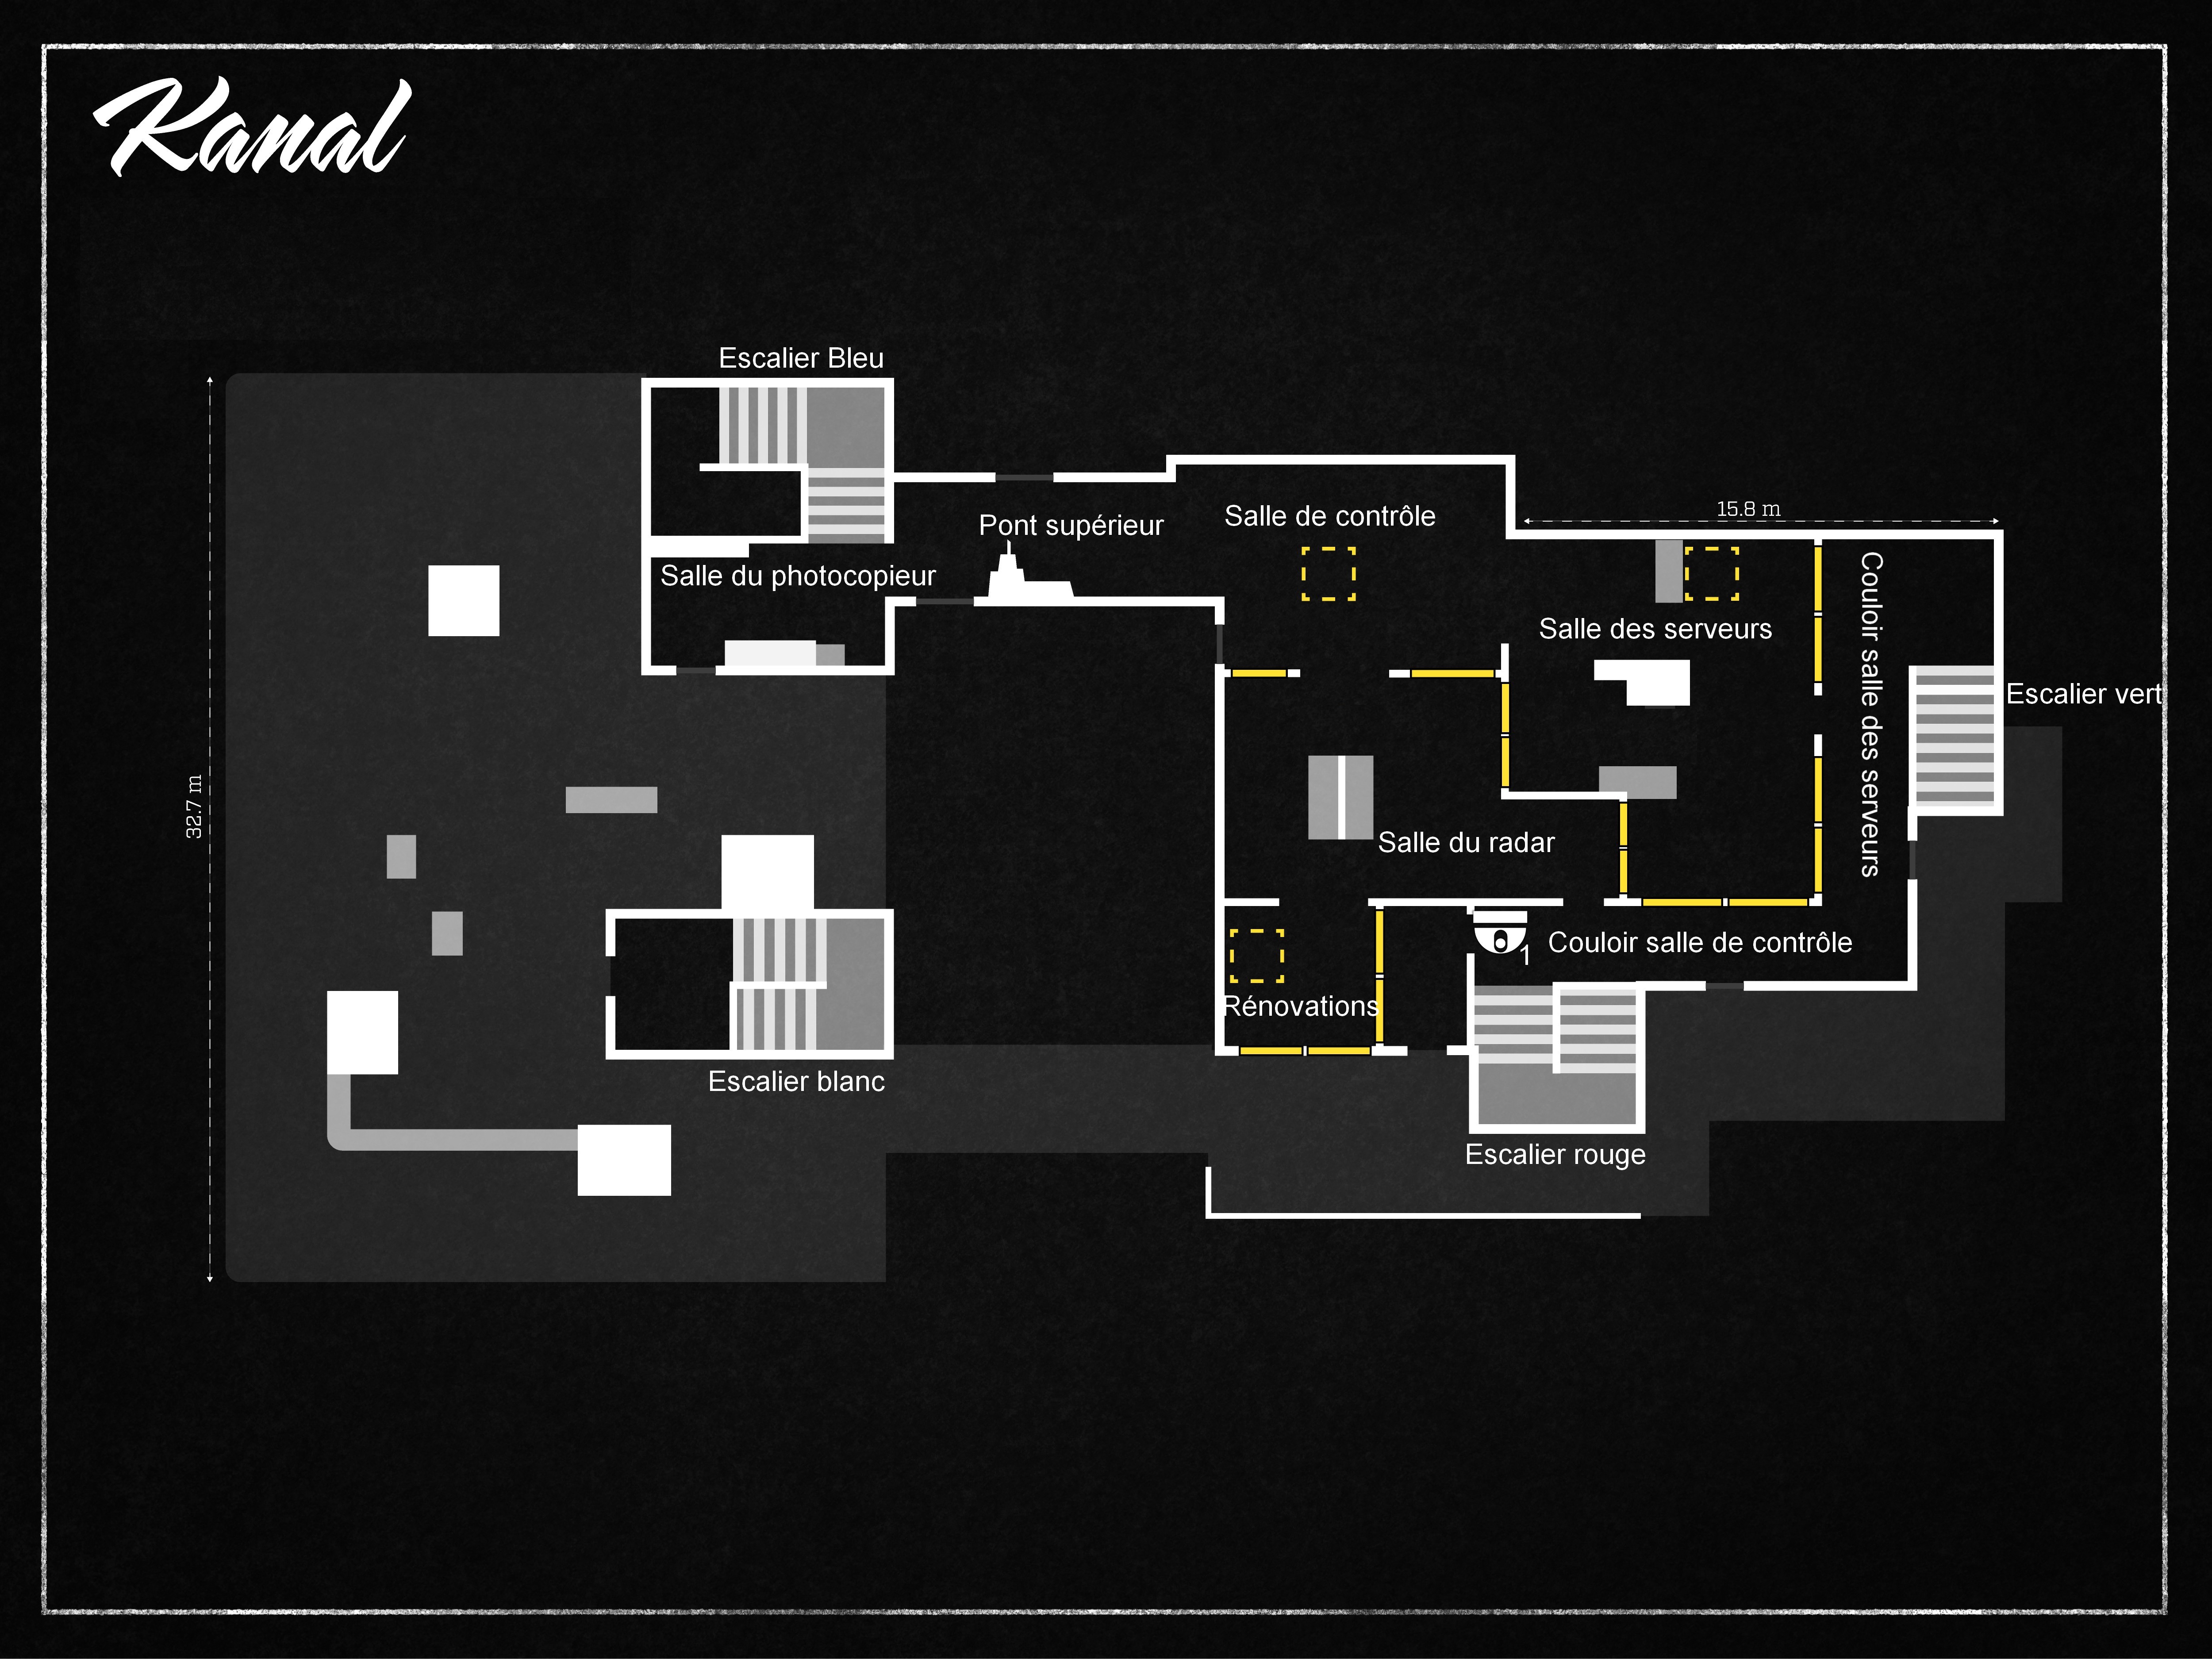 Kanal
Escalier Bleu
15.8 m
Salle de contrôle
Pont supérieur
Salle du photocopieur
Salle des serveurs
Couloir salle des serveurs
Escalier vert
32.7 m
Salle du radar
Couloir salle de contrôle
1
Rénovations
Escalier blanc
Escalier rouge